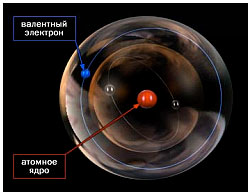 валентный
электрон
атомное
ядро